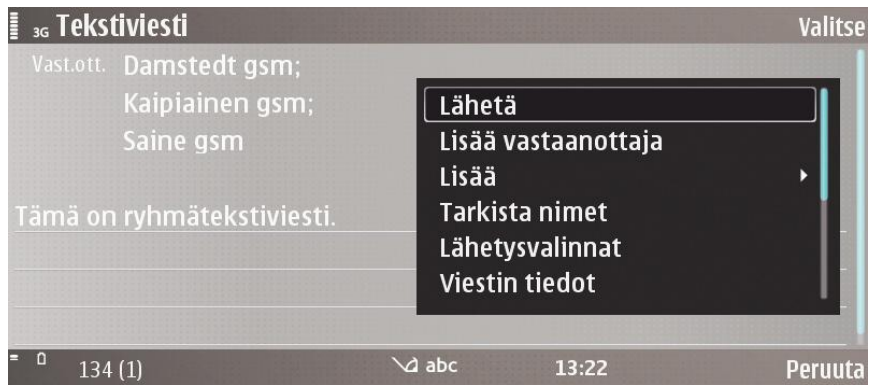 3G Tekstiviesti Valitse
Vast.ott. Damstedt gsm;
Kaipiainen gsm;
Saine gsm
Tämä on ryhmätekstiviesti.
Lähetä
Lisää vastaanottaja
Lisää
Tarkista nimet
Lähetysvalinnat
Viestin tiedot
134 (1) abc 13:22 Peruuta